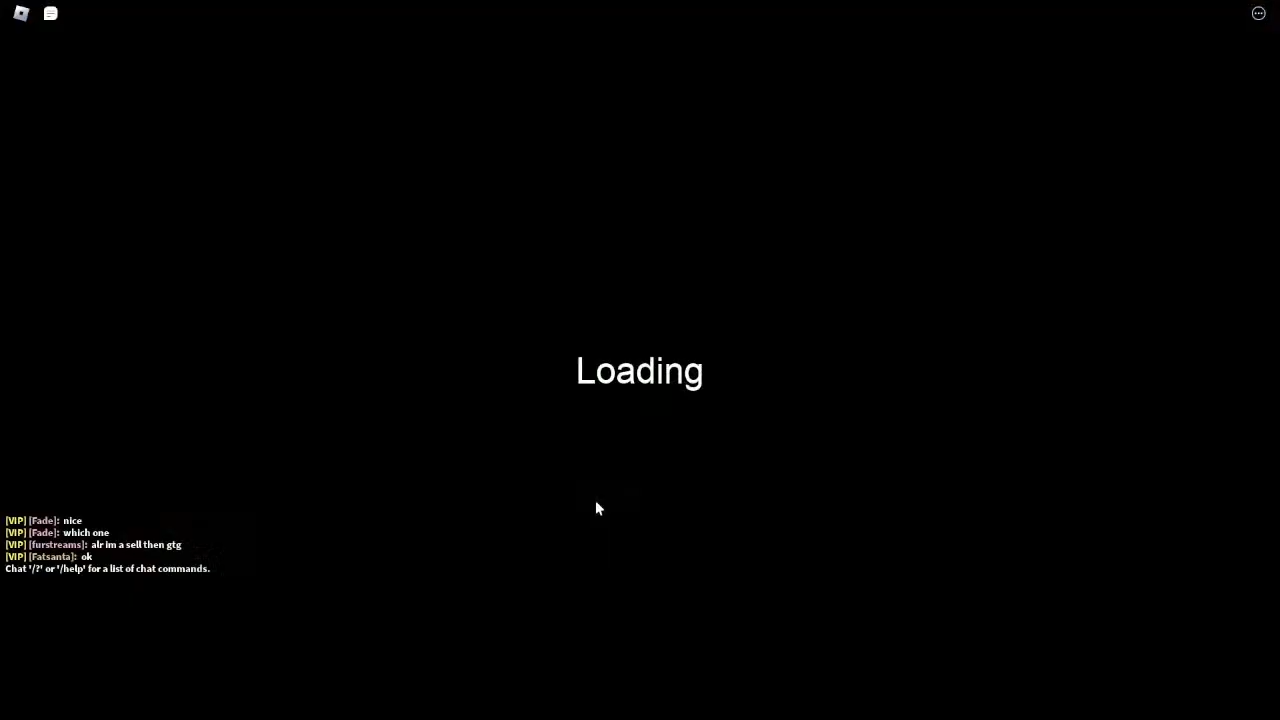 Loading
[VIP] [Fade]: nice
[VIP] [Fade]: which one
[VIP] [furstreams]: alr im a sell then gtg
[VIP] [Fatsanta]: ok
Chat '/?' or '/help' for a list of chat commands.